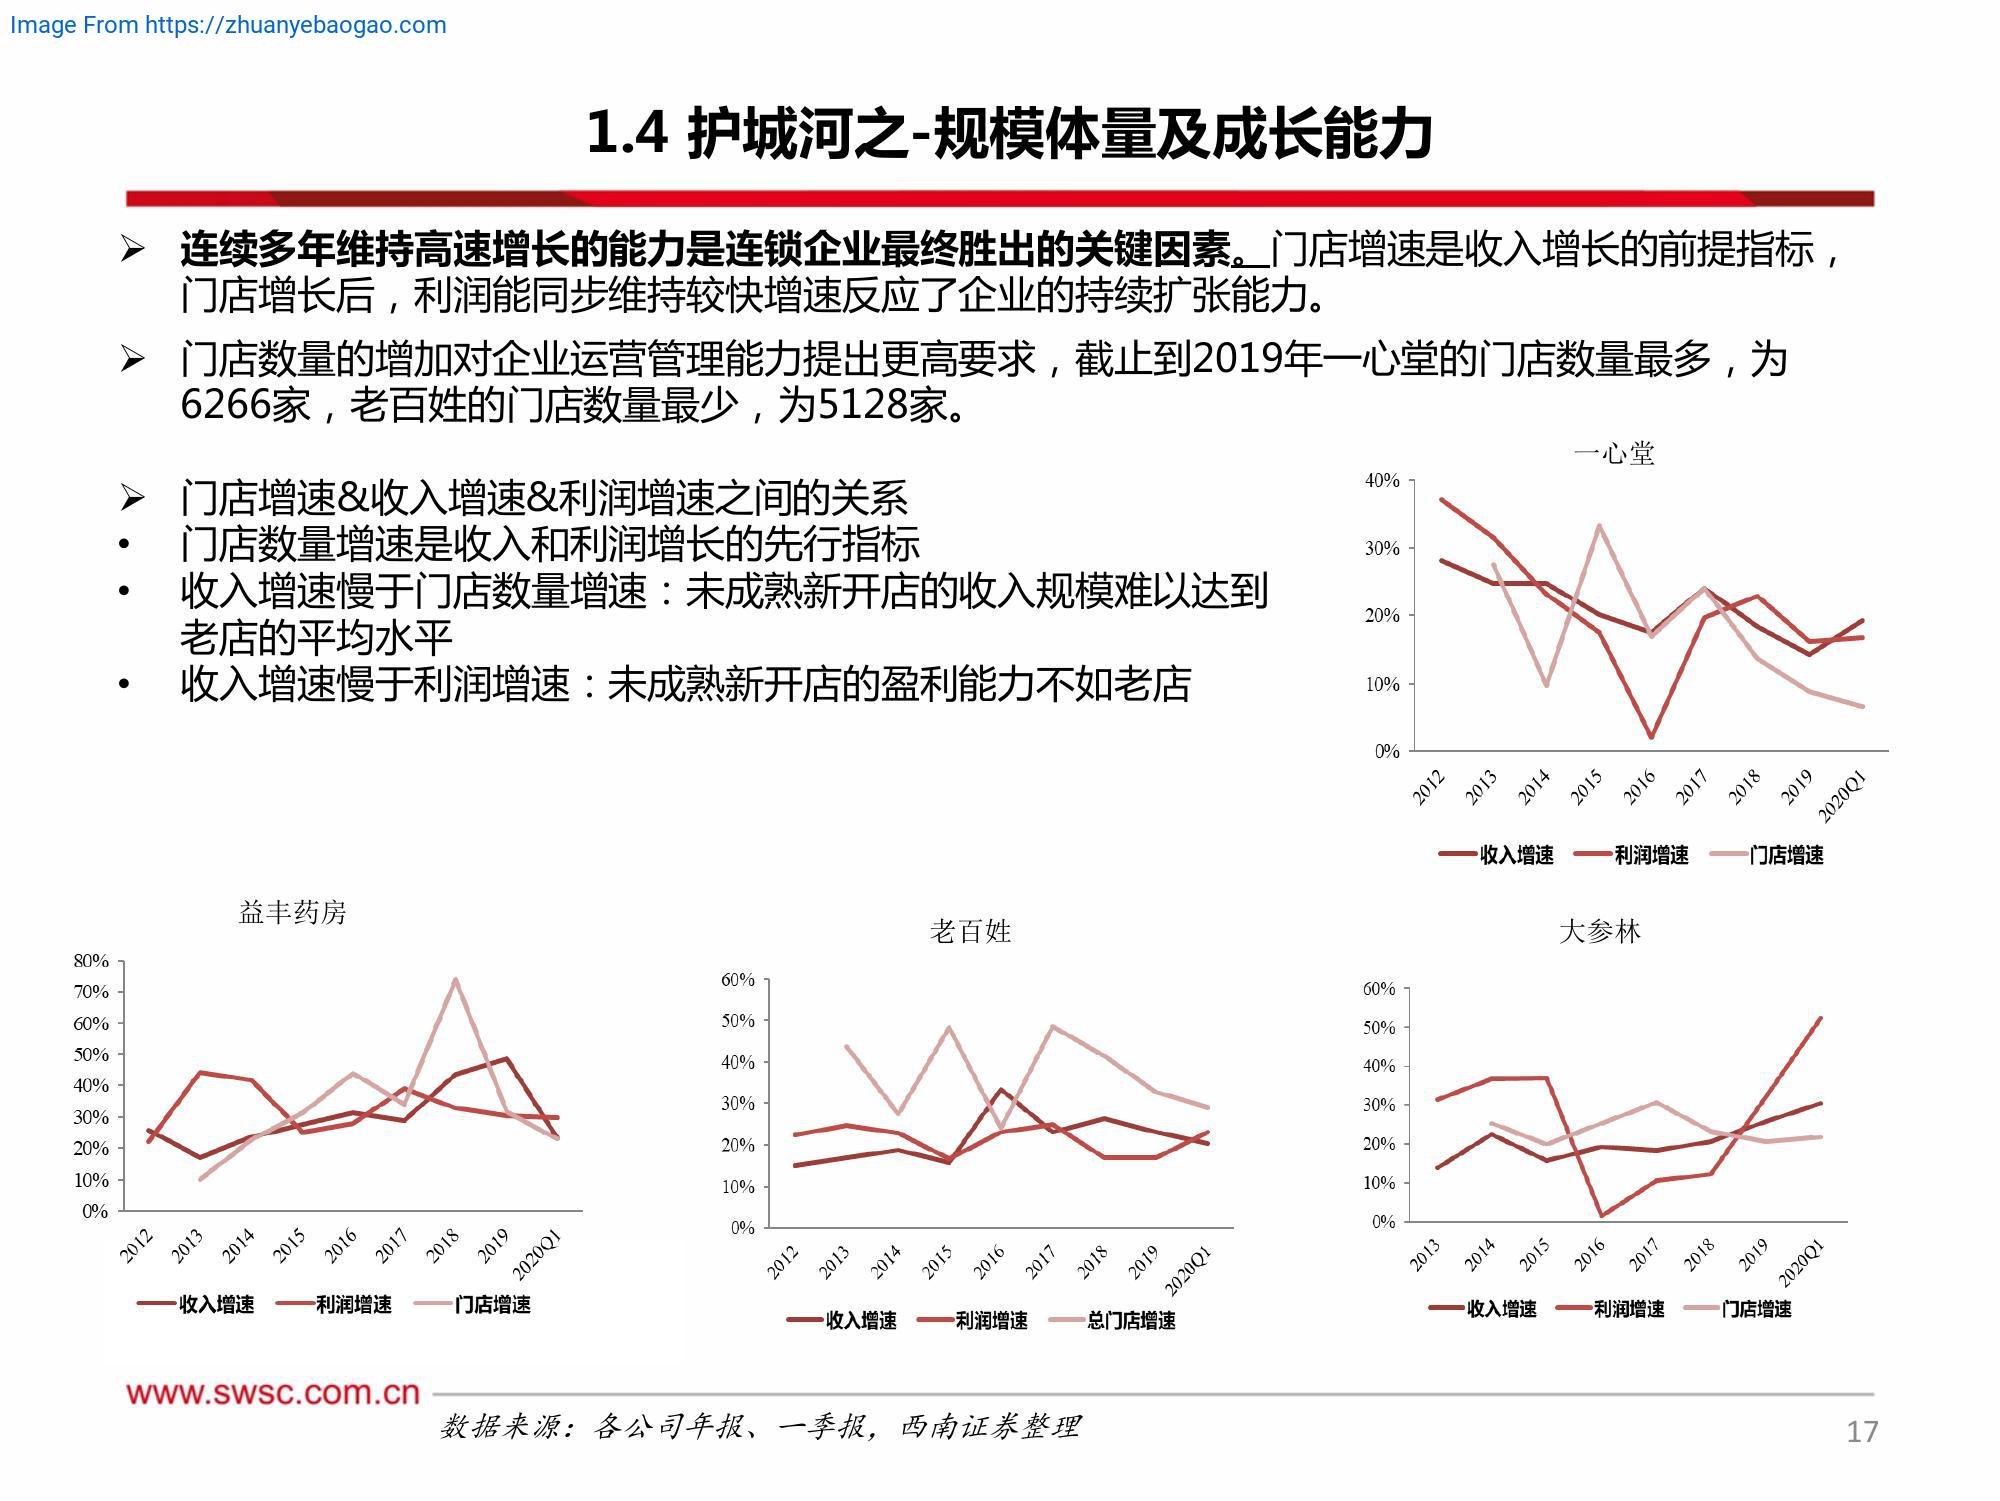 Image From https://zhuanyebaogao.com
1.4 护城河之-规模体量及成长能力
➢ 连续多年维持高速增长的能力是连锁企业最终胜出的关键因素。门店增速是收入增长的前提指标，
门店增长后，利润能同步维持较快增速反应了企业的持续扩张能力。
➢ 门店数量的增加对企业运营管理能力提出更高要求，截止到2019年一心堂的门店数量最多，为
6266家，老百姓的门店数量最少，为5128家。
➢ 门店增速&收入增速&利润增速之间的关系
• 门店数量增速是收入和利润增长的先行指标
• 收入增速慢于门店数量增速：未成熟新开店的收入规模难以达到
老店的平均水平
• 收入增速慢于利润增速：未成熟新开店的盈利能力不如老店
一心堂
40%
30%
20%
10%
0%
2012 2013 2014 2015 2016 2017 2018 2019 2020Q1
收入增速 利润增速 门店增速
益丰药房
80%
70%
60%
50%
40%
30%
20%
10%
0%
2012 2013 2014 2015 2016 2017 2018 2019 2020Q1
收入增速 利润增速 门店增速
老百姓
60%
50%
40%
30%
20%
10%
0%
2012 2013 2014 2015 2016 2017 2018 2019 2020Q1
收入增速 利润增速 总门店增速
大参林
60%
50%
40%
30%
20%
10%
0%
2013 2014 2015 2016 2017 2018 2019 2020Q1
收入增速 利润增速 门店增速
www.swsc.com.cn
数据来源：各公司年报、一季报，西南证券整理
17